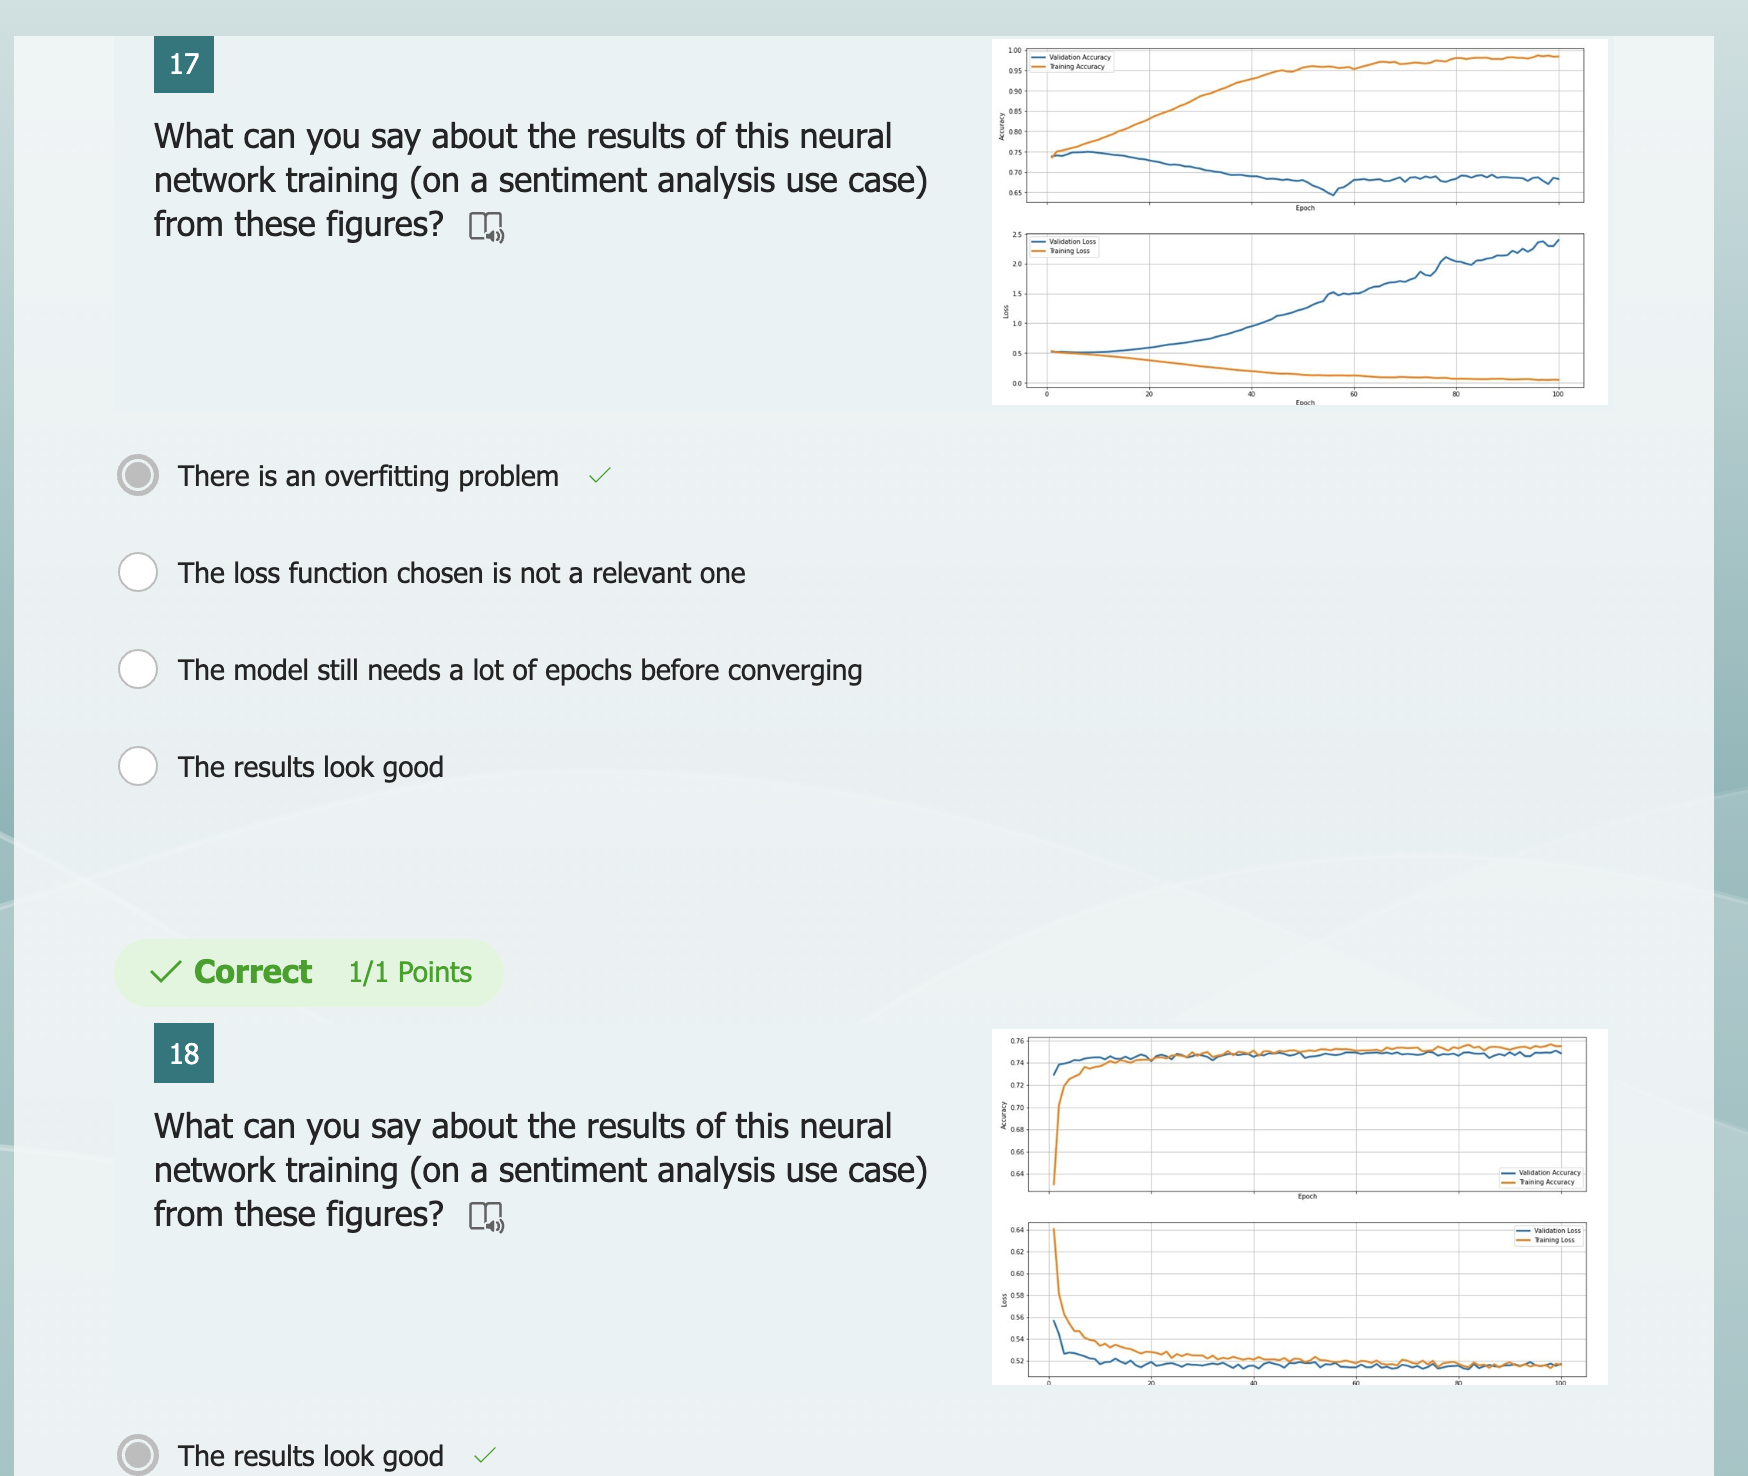 17
What can you say about the results of this neural
network training (on a sentiment analysis use case)
from these figures?
1.00
0.95
0.90
0.85
0.80
0.75
0.70
0.65
Accuracy
Validation Accuracy
Training Accuracy
Epoch
2.5
2.0
1.5
1.0
0.5
0.0
Loss
Validation Loss
Training Loss
0 20 40 60 80 100
Epoch
There is an overfitting problem
The loss function chosen is not a relevant one
The model still needs a lot of epochs before converging
The results look good
Correct 1/1 Points
18
What can you say about the results of this neural
network training (on a sentiment analysis use case)
from these figures?
0.76
0.74
0.72
0.70
0.68
0.66
0.64
Accuracy
Validation Accuracy
Training Accuracy
Epoch
0.64
0.62
0.60
0.58
0.56
0.54
0.52
Loss
Validation Loss
Training Loss
0 20 40 60 80 100
The results look good